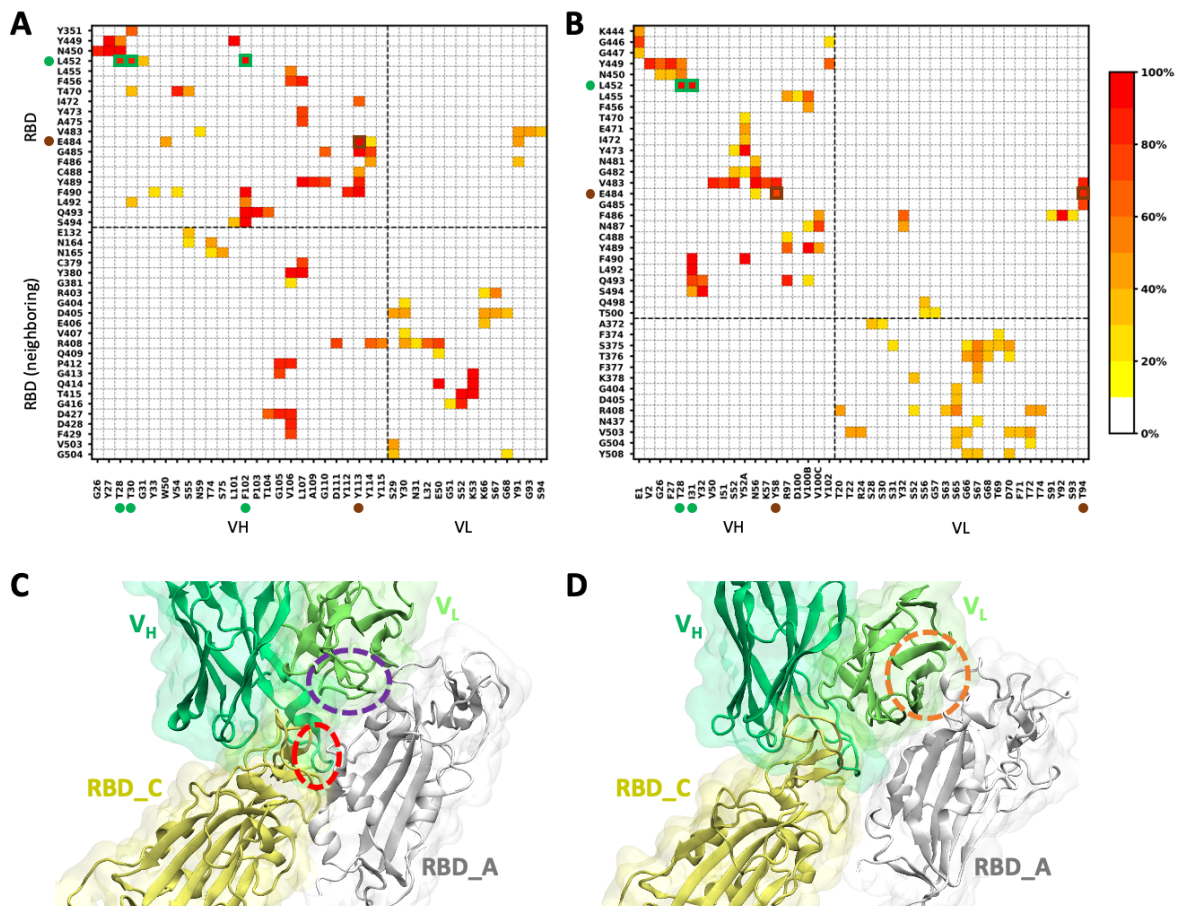 A
B
RBD
RBD (neighboring)
Y351
Y449
N450
L452
L455
F456
T470
I472
Y473
A475
V483
E484
G485
F486
C488
Y489
F490
L492
Q493
S494
E132
N164
N165
C379
Y380
G381
R403
G404
D405
E406
V407
R408
Q409
P412
G413
Q414
T415
G416
D427
D428
F429
V503
G504
G26 Y27 T28 T30 G31 Y33 W50 V54 S55 N59 Y74 S75 L101 F102 P103 T104 G105 V106 L107 A109 G110 D111 Y112 Y113 Y114 Y115 S29 Y30 N31 L32 E50 G51 S52 K53 K66 S67 G68 Y91 G93 S94
VH
VL
K444
G446
G447
Y449
N450
L452
L455
F456
T470
E471
I472
Y473
N481
G482
V483
E484
G485
F486
N487
C488
Y489
F490
L492
Q493
S494
Q498
T500
A372
F374
S375
T376
F377
K378
G404
D405
R408
N437
V503
G504
Y508
E1 V2 G26 F27 T28 I31 Y32 V50 I51 S52 Y52A N56 K57 Y58 R97 D100 V100B V100C Y102 T20 T22 R24 S28 S30 S31 Y32 S52 S56 G57 S63 S65 G66 S67 G68 T69 D70 F71 T72 T74 S91 Y92 S93 T94
VH
VL
100%
80%
60%
40%
20%
0%
C
D
VH
VL
RBD_C
RBD_A
VH
VL
RBD_C
RBD_A